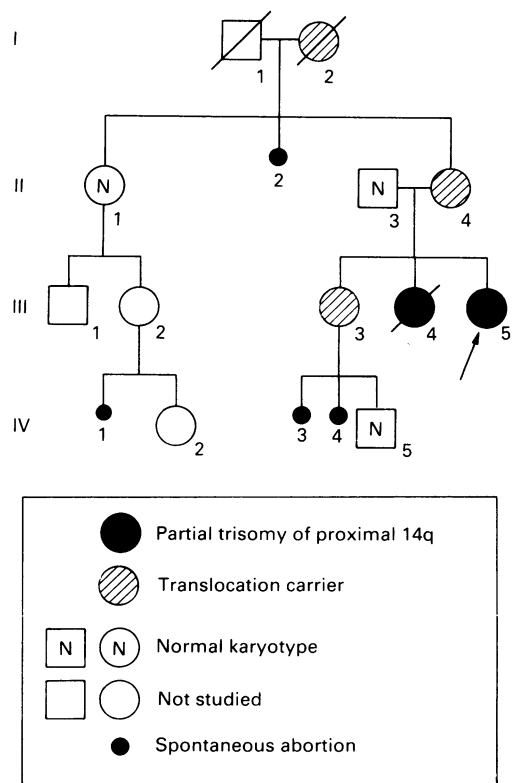 I
1 2
2
II N N
1 3 4
III
1 2 3 4 5
IV N
1 2 3 4 5
Partial trisomy of proximal 14q
Translocation carrier
N N Normal karyotype
Not studied
Spontaneous abortion